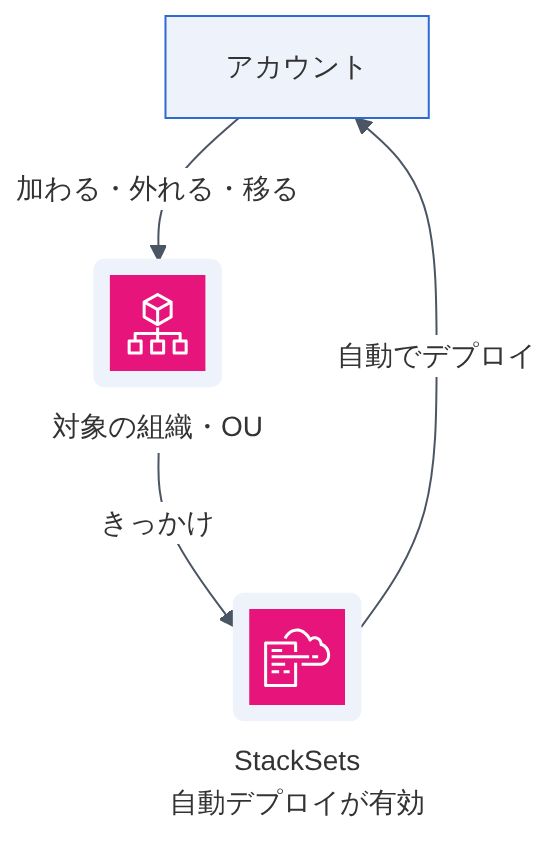 アカウント
加わる・外れる・移る
自動でデプロイ
対象の組織・OU
きっかけ
StackSets
自動デプロイが有効